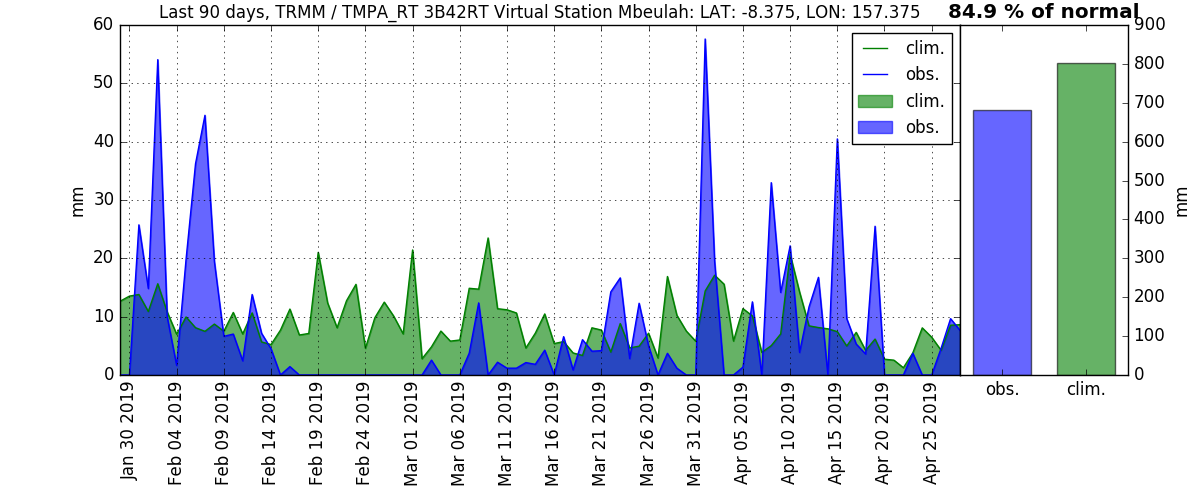 Last 90 days, TRMM / TMPA_RT 3B42RT Virtual Station Mbeulah: LAT: -8.375, LON: 157.375
84.9 % of normal
60
50
40
30
20
10
0
mm
clim.
obs.
clim.
obs.
900
800
700
600
500
400
300
200
100
0
mm
obs.
clim.
Jan 30 2019
Feb 04 2019
Feb 09 2019
Feb 14 2019
Feb 19 2019
Feb 24 2019
Mar 01 2019
Mar 06 2019
Mar 11 2019
Mar 16 2019
Mar 21 2019
Mar 26 2019
Mar 31 2019
Apr 05 2019
Apr 10 2019
Apr 15 2019
Apr 20 2019
Apr 25 2019